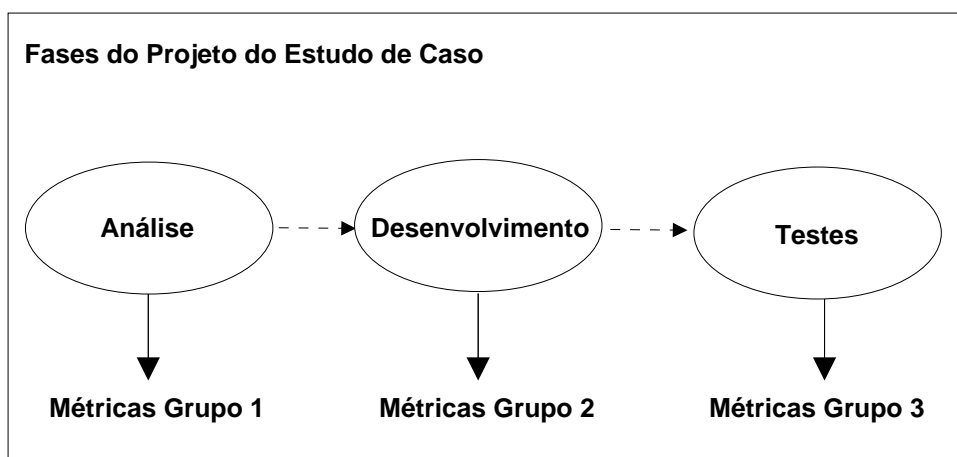 Fases do Projeto do Estudo de Caso
Análise
Desenvolvimento
Testes
Métricas Grupo 1
Métricas Grupo 2
Métricas Grupo 3